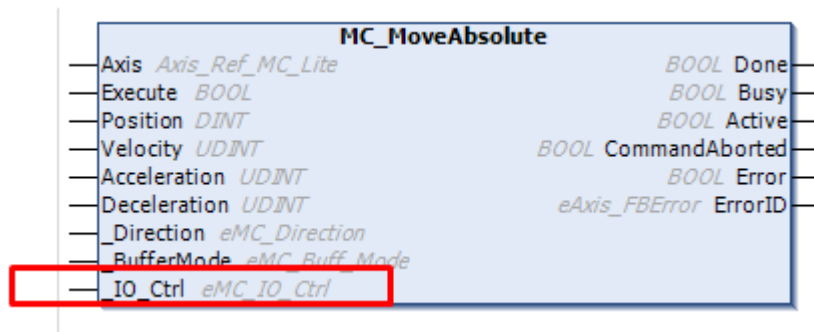 MC_MoveAbsolute
Axis Axis_Ref_MC_Lite BOOL Done
Execute BOOL BOOL Busy
Position DINT BOOL Active
Velocity UDINT BOOL CommandAborted
Acceleration UDINT BOOL Error
Deceleration UDINT eAxis_FBError ErrorID
_Direction eMC_Direction
_BufferMode eMC_Buff_Mode
_IO_Ctrl eMC_IO_Ctrl